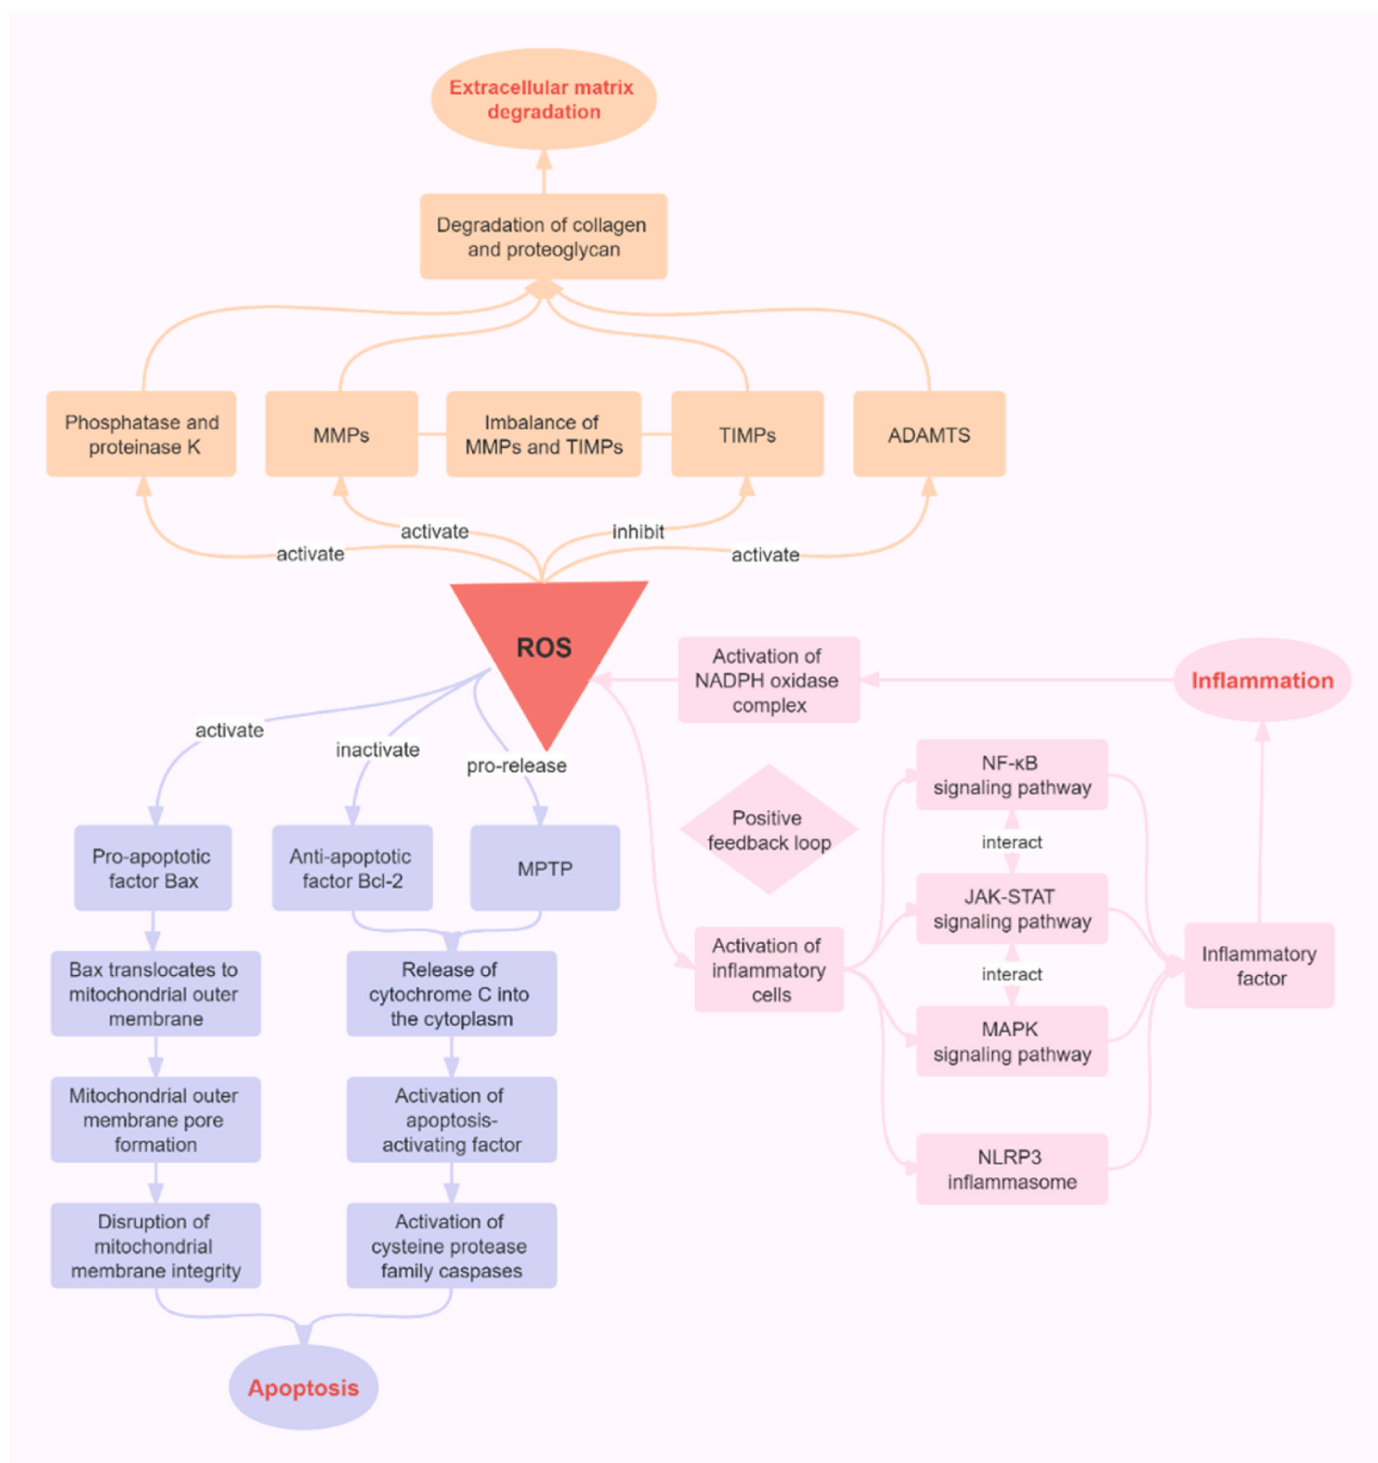 Extracellular matrix
degradation
Degradation of collagen
and proteoglycan
Phosphatase and
proteinase K
MMPs
Imbalance of
MMPs and TIMPs
TIMPs
ADAMTS
activate
activate
inhibit
activate
ROS
Activation of
NADPH oxidase
complex
Inflammation
activate
inactivate
pro-release
Positive
feedback loop
NF-κB
signaling pathway
interact
JAK-STAT
signaling pathway
interact
MAPK
signaling pathway
NLRP3
inflammasome
Activation of
inflammatory
cells
Inflammatory
factor
Pro-apoptotic
factor Bax
Anti-apoptotic
factor Bcl-2
MPTP
Bax translocates to
mitochondrial outer
membrane
Release of
cytochrome C into
the cytoplasm
Mitochondrial outer
membrane pore
formation
Activation of
apoptosis-
activating factor
Disruption of
mitochondrial
membrane integrity
Activation of
cysteine protease
family caspases
Apoptosis